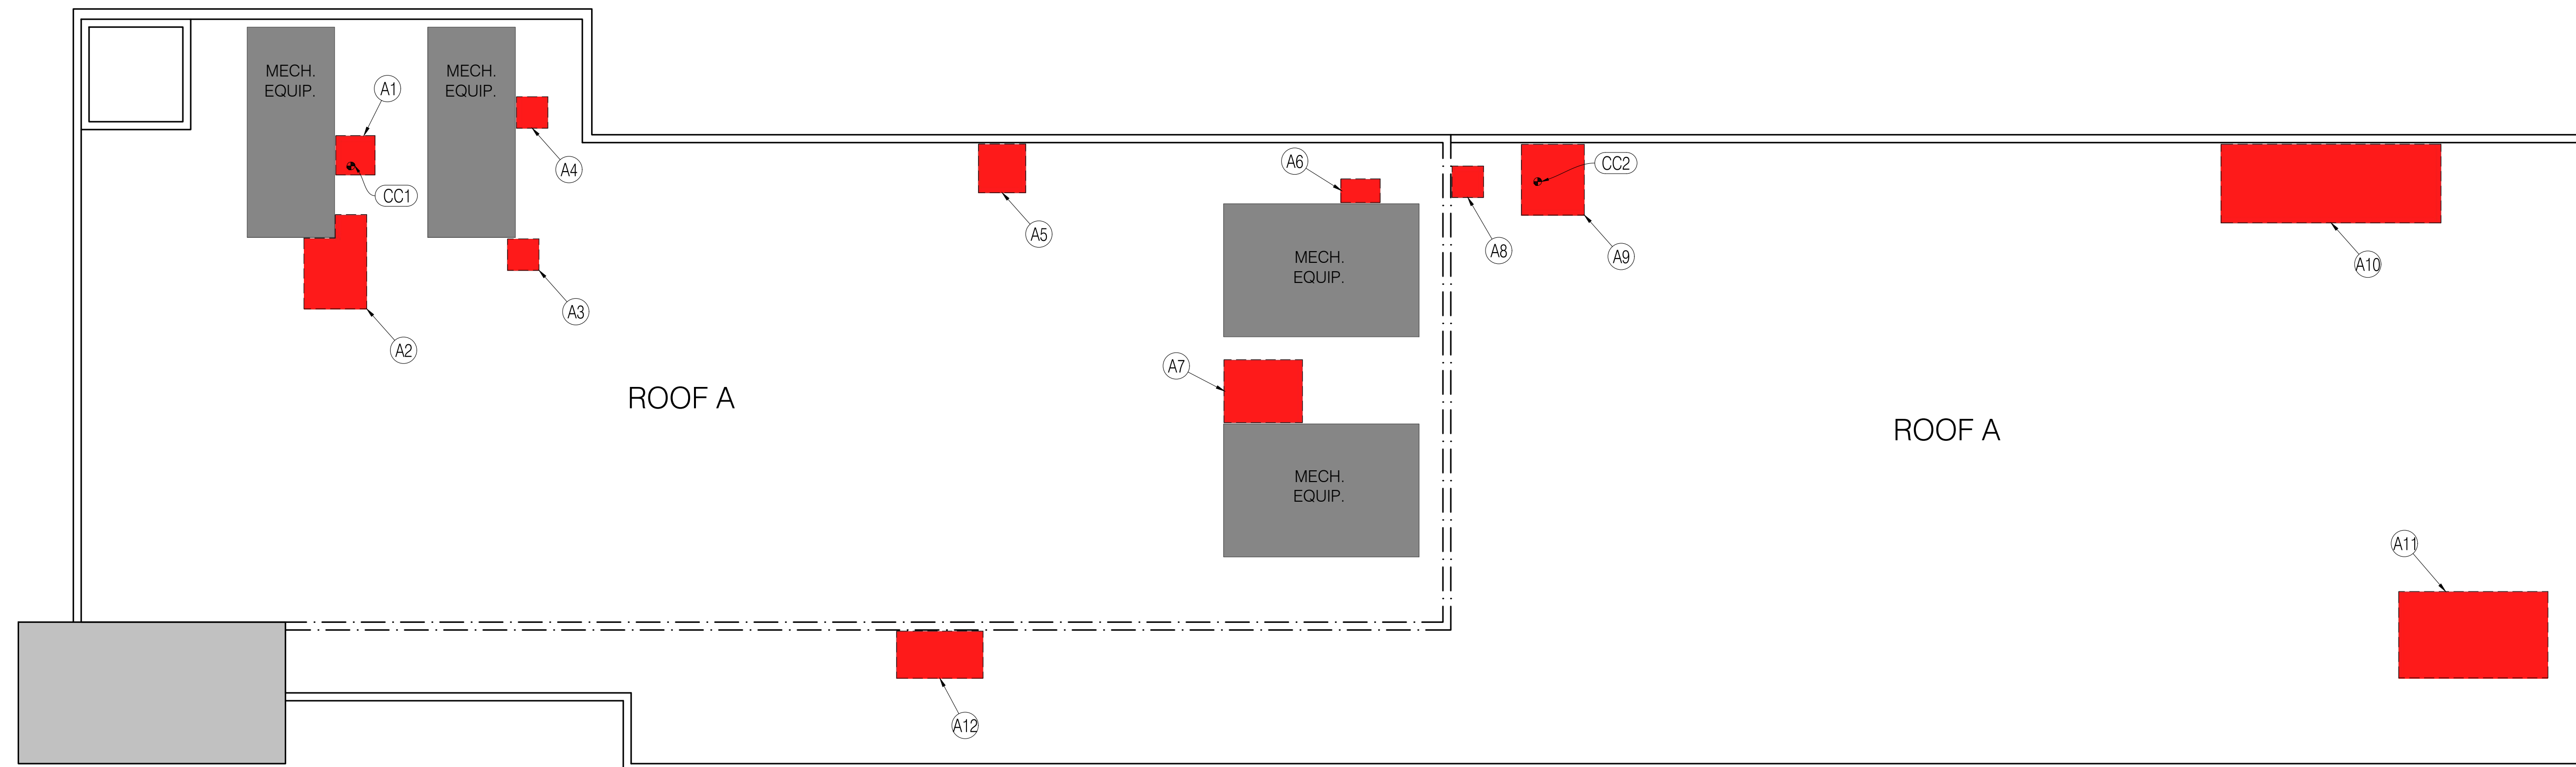 MECH.
EQUIP.
MECH.
EQUIP.
A1
CC1
A4
A3
A2
A5
A6
A8
CC2
A9
A10
MECH.
EQUIP.
A7
ROOF A
ROOF A
MECH.
EQUIP.
A11
A12